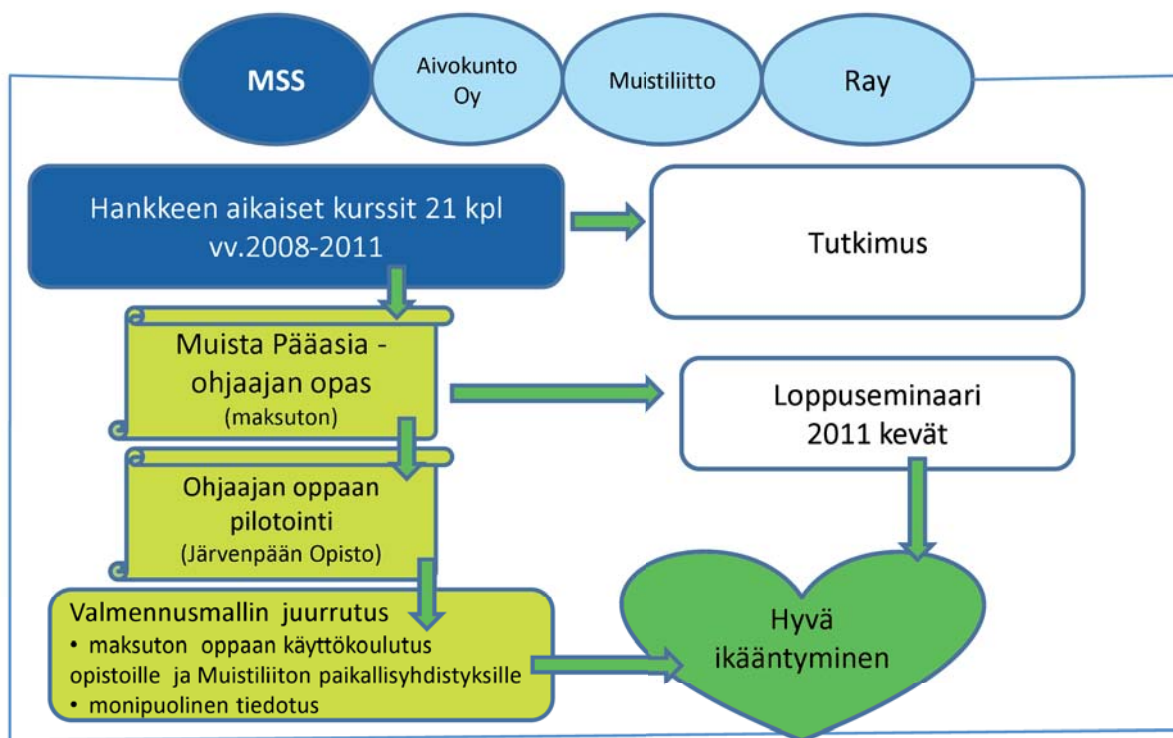 MSS
Aivokunto
Oy
Muistiliitto
Ray
Hankkeen aikaiset kurssit 21 kpl
vv.2008-2011
Tutkimus
Muista Pääasia -
ohjaajan opas
(maksuton)
Loppuseminaari
2011 kevät
Ohjaajan oppaan
pilotointi
(Järvenpään Opisto)
Valmennusmallin juurrutus
• maksuton oppaan käyttökoulutus
opistoille ja Muistiliiton paikallisyhdistyksille
• monipuolinen tiedotus
Hyvä
ikääntyminen